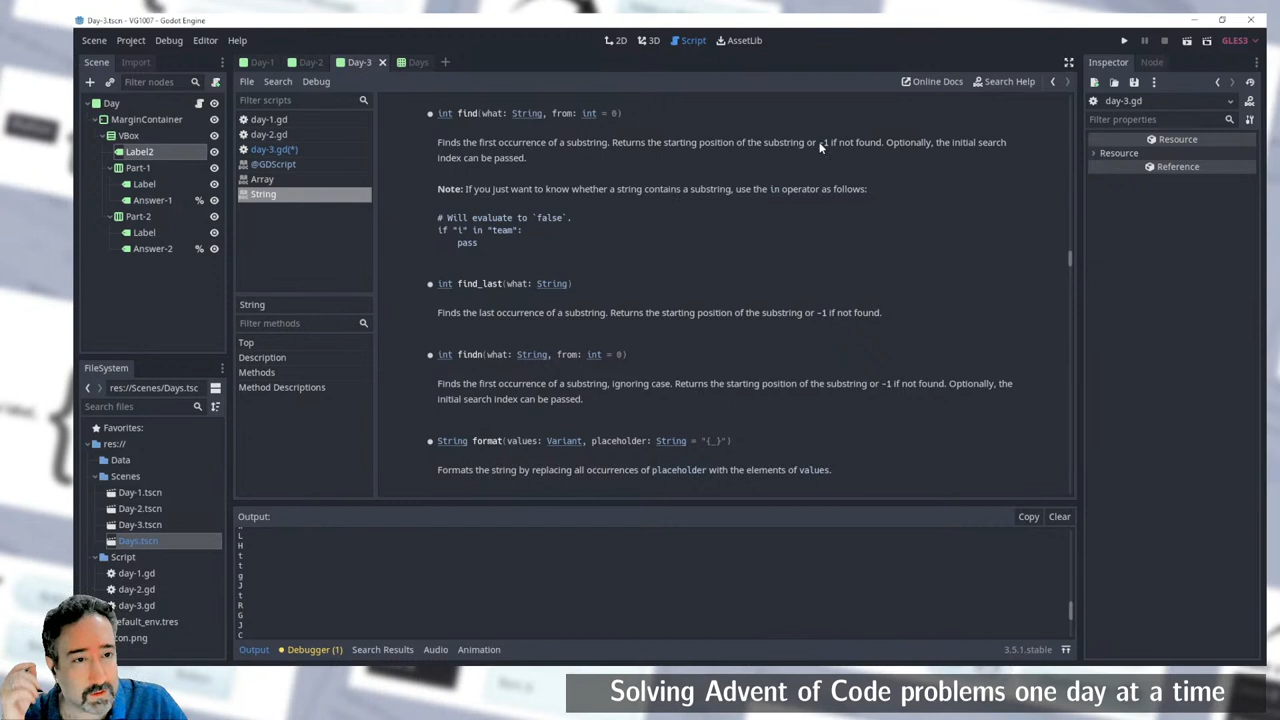 Day-3.tscn - VG1007 - Godot Engine
Scene Project Debug Editor Help
2D 3D Script AssetLib
GLES3
Scene Import
Day-1 Day-2 Day-3 Days
Inspector Node
Filter nodes
File Search Debug
Online Docs Search Help
Day
MarginContainer
VBox
Label2
Part-1
Label
Answer-1 %
Part-2
Label
Answer-2 %
Filter scripts
day-1.gd
day-2.gd
day-3.gd(*)
@GDScript
Array
String
String
Filter methods
Top
Description
Methods
Method Descriptions
int find(what: String, from: int = 0)
Finds the first occurrence of a substring. Returns the starting position of the substring or -1 if not found. Optionally, the initial search
index can be passed.
Note: If you just want to know whether a string contains a substring, use the in operator as follows:
# Will evaluate to `false`.
if "i" in "team":
pass
int find_last(what: String)
Finds the last occurrence of a substring. Returns the starting position of the substring or -1 if not found.
int findn(what: String, from: int = 0)
Finds the first occurrence of a substring, ignoring case. Returns the starting position of the substring or -1 if not found. Optionally, the
initial search index can be passed.
String format(values: Variant, placeholder: String = "{_}")
Formats the string by replacing all occurrences of placeholder with the elements of values.
day-3.gd
Filter properties
Resource
Resource
Reference
FileSystem
res://Scenes/Days.tsc
Search files
Favorites:
res://
Data
Scenes
Day-1.tscn
Day-2.tscn
Day-3.tscn
Days.tscn
Script
day-1.gd
day-2.gd
day-3.gd
efault_env.tres
con.png
Output:
Copy Clear
L
H
t
t
g
J
t
R
G
J
C
Output Debugger (1) Search Results Audio Animation
3.5.1.stable
Solving Advent of Code problems one day at a time